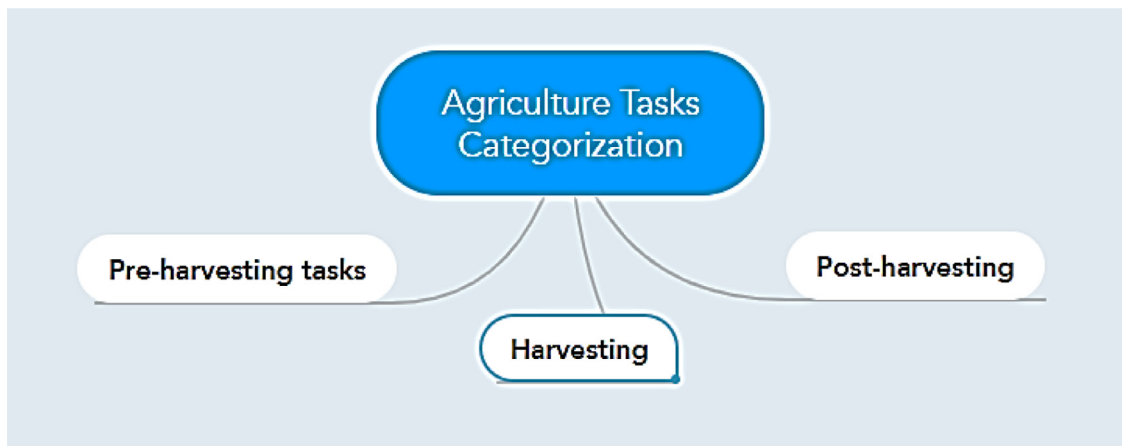 Agriculture Tasks
Categorization
Pre-harvesting tasks
Harvesting
Post-harvesting